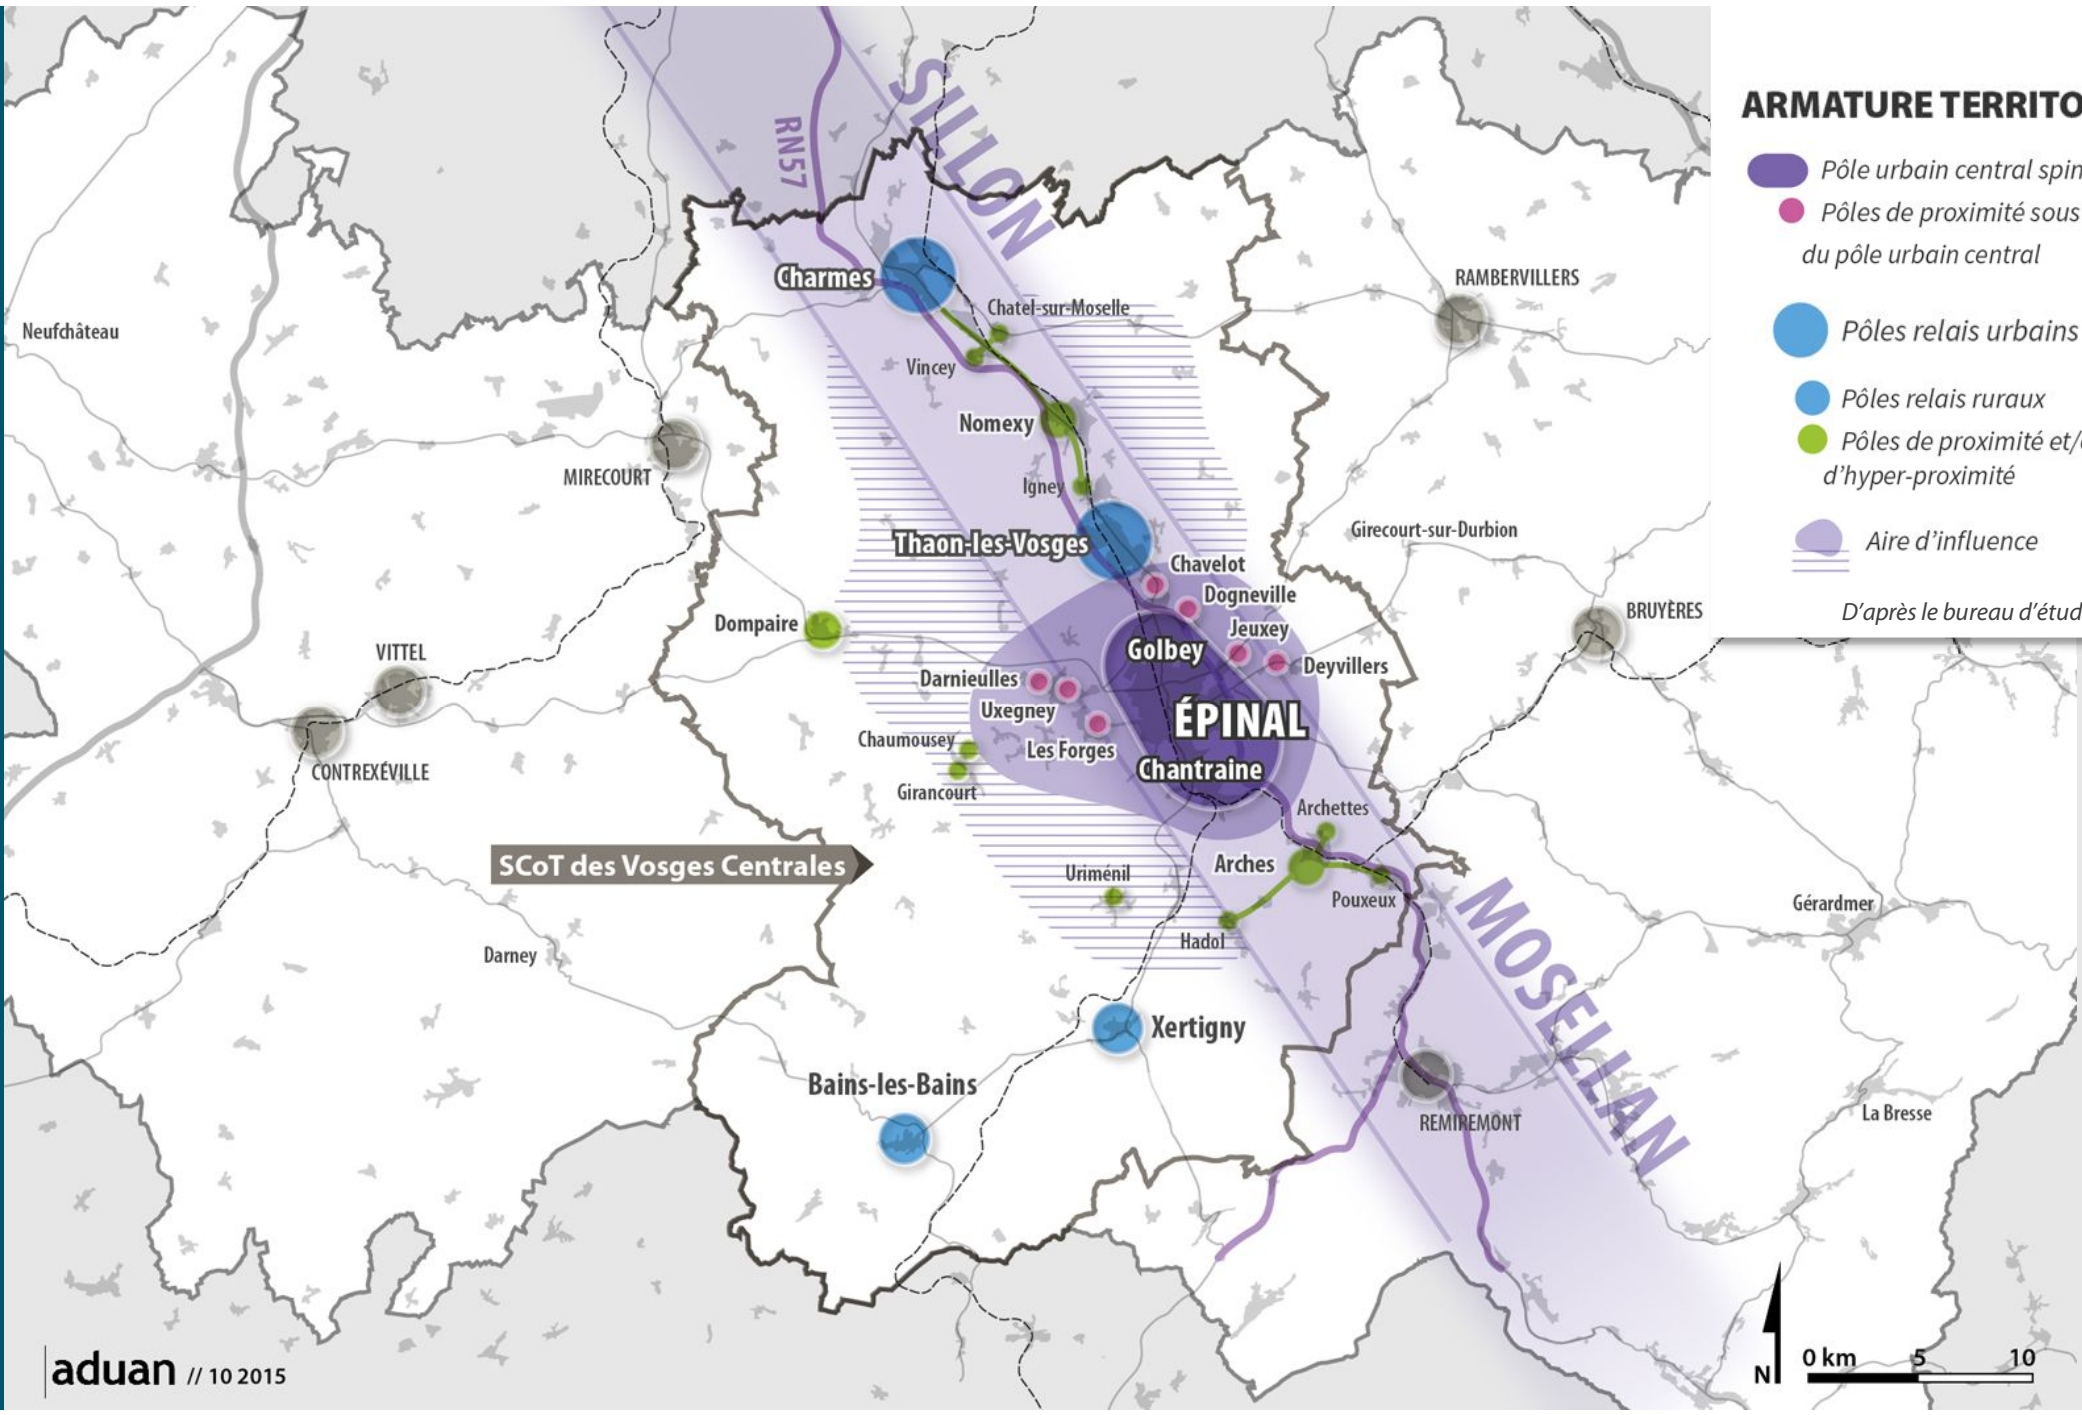 ARMATURE TERRITO
Pôle urbain central spin
Pôles de proximité sous
du pôle urbain central
Pôles relais urbains
Pôles relais ruraux
Pôles de proximité et/
d'hyper-proximité
Aire d'influence
D'après le bureau d'étud
SILLON
RN57
Charmes
Chatel-sur-Moselle
RAMBERVILLERS
Neufchâteau
Vincey
Nomexy
MIRECOURT
Igney
Girecourt-sur-Durbion
Thaon-les-Vosges
Chavelot
Dogneville
BRUYÈRES
Dompaire
Jeuxey
Golbey
VITTEL
Deyvillers
Darnieulles
Uxegney
ÉPINAL
Chaumousey
Les Forges
Chantraine
CONTREXÉVILLE
Girancourt
Archettes
SCoT des Vosges Centrales
Arches
Uriménil
Pouxeux
Gérardmer
Hadol
Darney
MOSELLAN
Xertigny
Bains-les-Bains
La Bresse
REMIREMONT
aduan // 10 2015
N
0 km 5 10